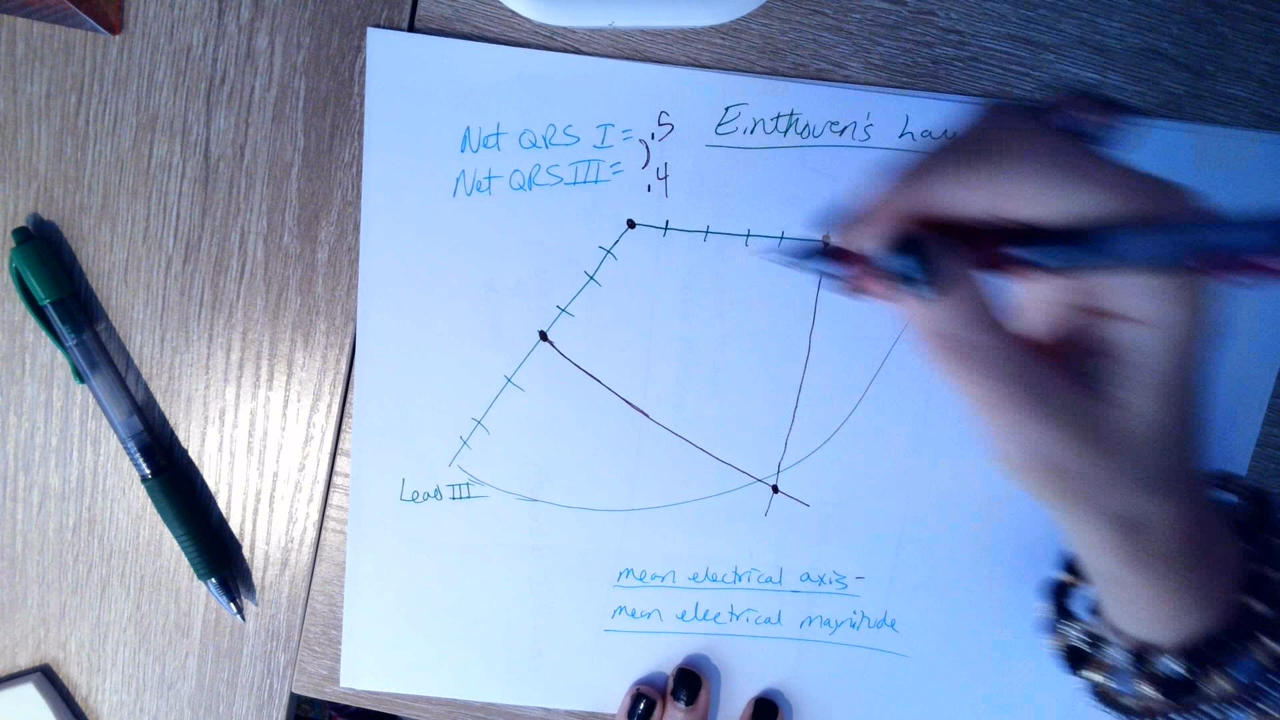 Einthoven's
Net QRS I = .5
Net QRS III = .4
Lead III
mean electrical axis -
mean electrical magnitude